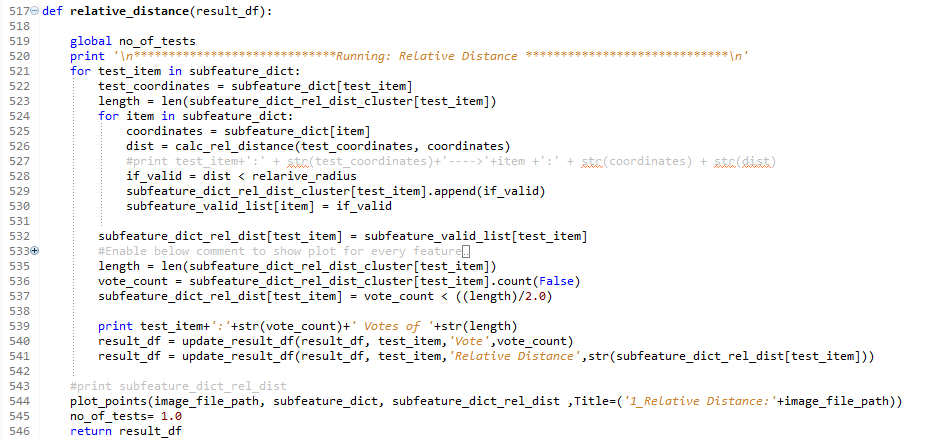 517 def relative_distance(result_df):
518
519     global no_of_tests
520     print '\n*****************************Running: Relative Distance *****************************\n'
521     for test_item in subfeature_dict:
522         test_coordinates = subfeature_dict[test_item]
523         length = len(subfeature_dict_rel_dist_cluster[test_item])
524         for item in subfeature_dict:
525             coordinates = subfeature_dict[item]
526             dist = calc_rel_distance(test_coordinates, coordinates)
527             #print test_item+':' + str(test_coordinates)+'---->'+item +':' + str(coordinates) + str(dist)
528             if_valid = dist < relarive_radius
529             subfeature_dict_rel_dist_cluster[test_item].append(if_valid)
530             subfeature_valid_list[item] = if_valid
531
532         subfeature_dict_rel_dist[test_item] = subfeature_valid_list[test_item]
533         #Enable below comment to show plot for every feature..
535         length = len(subfeature_dict_rel_dist_cluster[test_item])
536         vote_count = subfeature_dict_rel_dist_cluster[test_item].count(False)
537         subfeature_dict_rel_dist[test_item] = vote_count < ((length)/2.0)
538
539         print test_item+':'+str(vote_count)+' Votes of '+str(length)
540         result_df = update_result_df(result_df, test_item,'Vote',vote_count)
541         result_df = update_result_df(result_df, test_item,'Relative Distance',str(subfeature_dict_rel_dist[test_item]))
542
543     #print subfeature_dict_rel_dist
544     plot_points(image_file_path, subfeature_dict, subfeature_dict_rel_dist ,Title=('1_Relative Distance:'+image_file_path))
545     no_of_tests= 1.0
546     return result_df